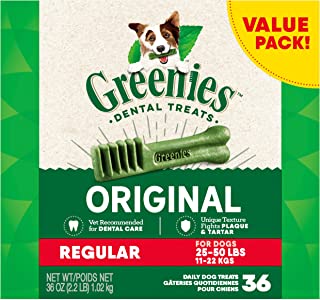 VALUE
PACK!
Greenies™
DENTAL TREATS
Greenies
ORIGINAL
Vet Recommended
for DENTAL CARE
Unique Texture
Fights PLAQUE
& TARTAR
REGULAR
FOR DOGS
25-50 LBS
11-22 KGS
NET WT/POIDS NET
36 OZ (2.2 LB) 1.02 KG
DAILY DOG TREATS
GÂTERIES QUOTIDIENNES
POUR CHIENS
36